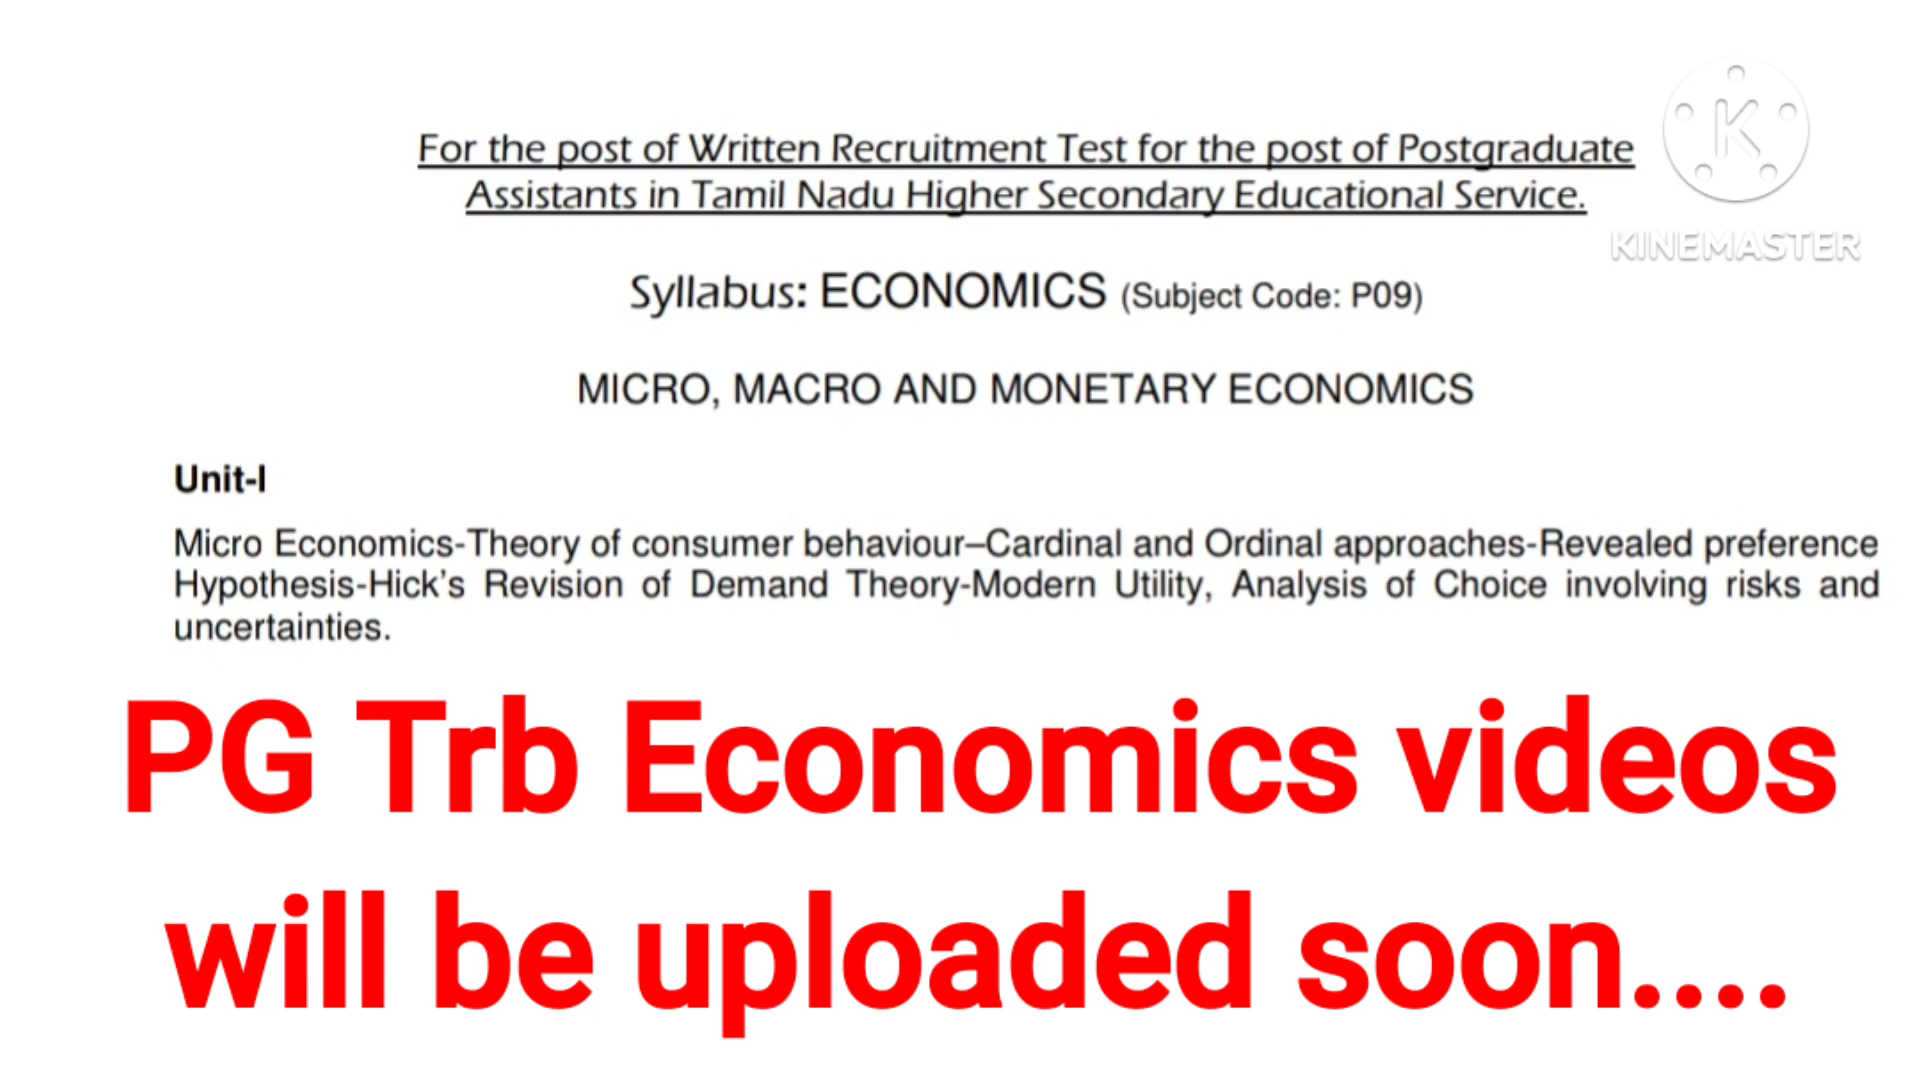 For the post of Written Recruitment Test for the post of Postgraduate
Assistants in Tamil Nadu Higher Secondary Educational Service.
K
KINEMASTER
Syllabus: ECONOMICS (Subject Code: P09)
MICRO, MACRO AND MONETARY ECONOMICS
Unit-I
Micro Economics-Theory of consumer behaviour–Cardinal and Ordinal approaches-Revealed preference
Hypothesis-Hick's Revision of Demand Theory-Modern Utility, Analysis of Choice involving risks and
uncertainties.
PG Trb Economics videos
will be uploaded soon....